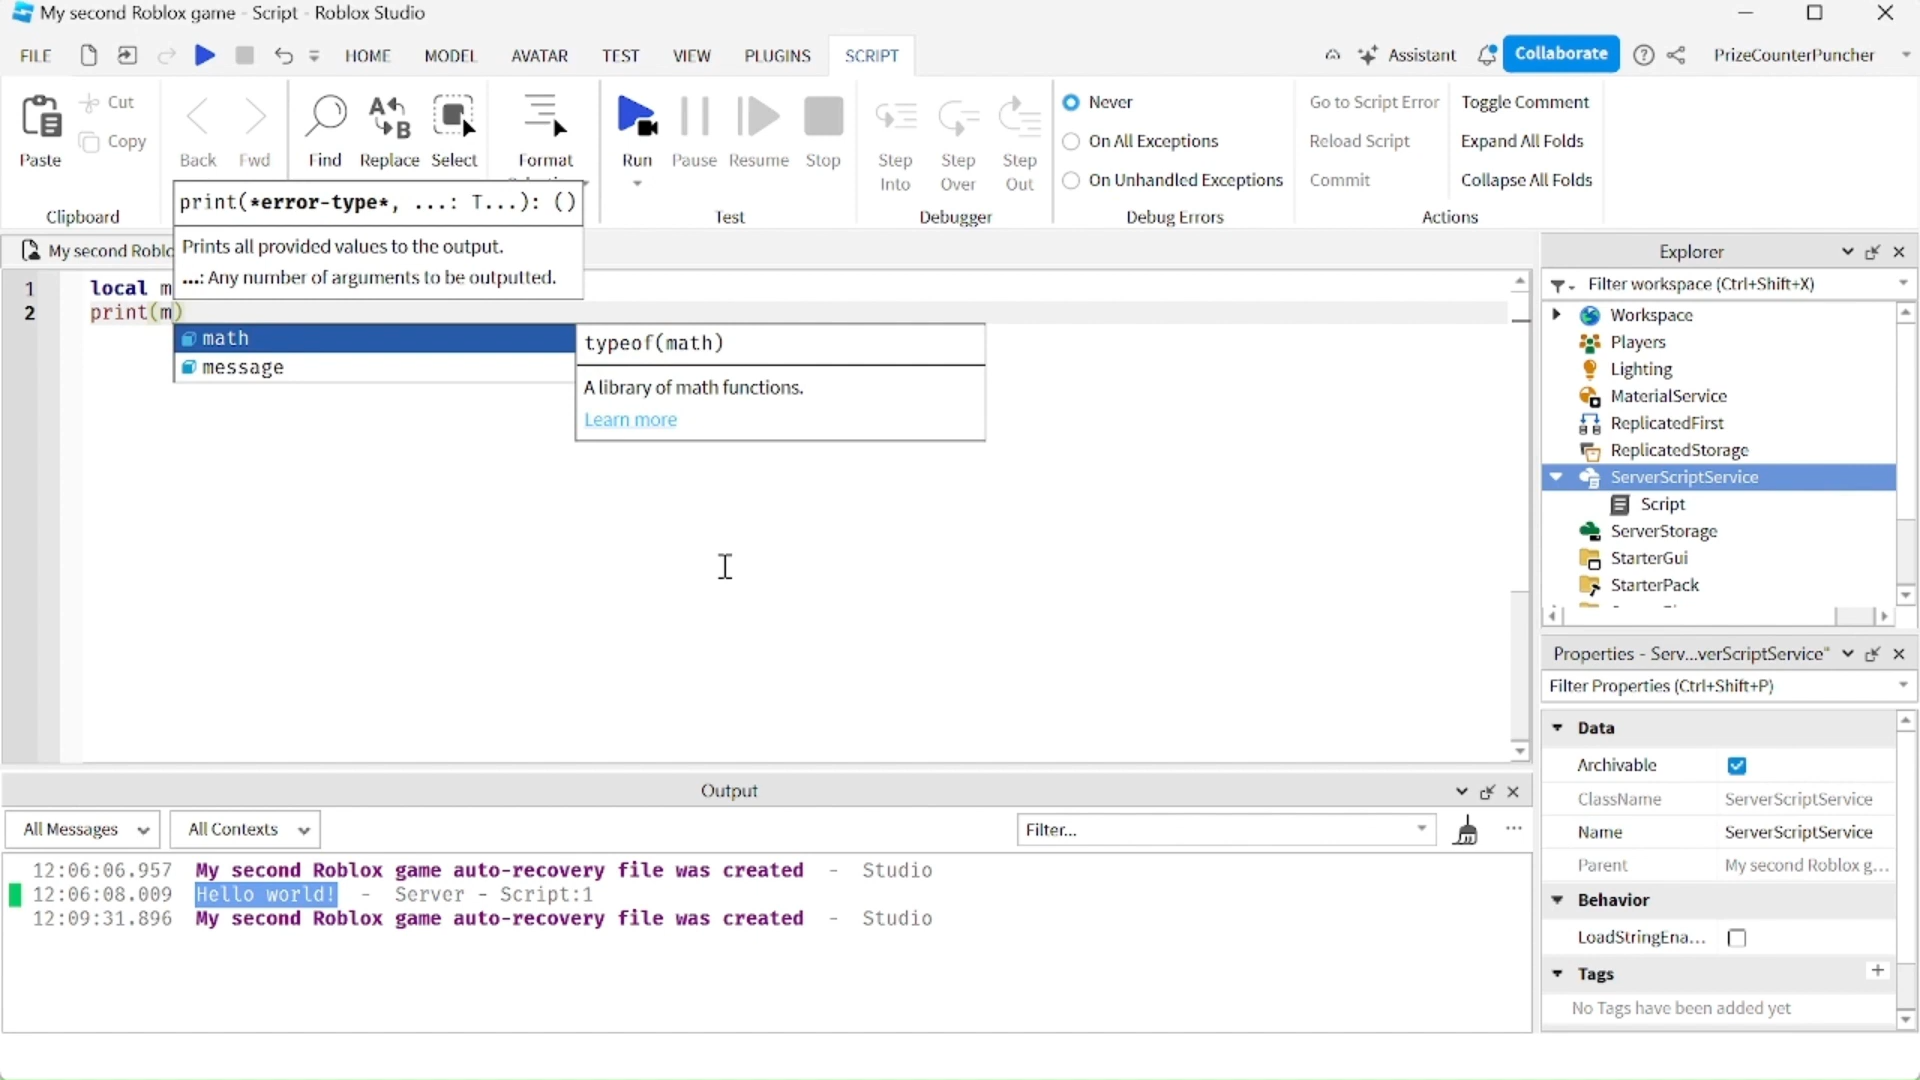 My second Roblox game - Script - Roblox Studio
FILE HOME MODEL AVATAR TEST VIEW PLUGINS SCRIPT Assistant Collaborate PrizeCounterPuncher
Paste Cut Copy
Clipboard
Back Fwd
Find Replace Select
Format
Run Pause Resume Stop
Test
Step Into Step Over Step Out
Debugger
Never
On All Exceptions
On Unhandled Exceptions
Debug Errors
Go to Script Error
Reload Script
Commit
Toggle Comment
Expand All Folds
Collapse All Folds
Actions
print(*error-type*, ...: T...): ()
Prints all provided values to the output.
...: Any number of arguments to be outputted.
My second Roblo
1 local m
2 print(m)
math
message
typeof(math)
A library of math functions.
Learn more
Output
All Messages All Contexts Filter... ...
12:06:06.957 My second Roblox game auto-recovery file was created - Studio
12:06:08.009 Hello world! - Server - Script:1
12:09:31.896 My second Roblox game auto-recovery file was created - Studio
Explorer
Filter workspace (Ctrl+Shift+X)
Workspace
Players
Lighting
MaterialService
ReplicatedFirst
ReplicatedStorage
ServerScriptService
Script
ServerStorage
StarterGui
StarterPack
Properties - Serv...verScriptService"
Filter Properties (Ctrl+Shift+P)
Data
Archivable
ClassName ServerScriptService
Name ServerScriptService
Parent My second Roblox g...
Behavior
LoadStringEna...
Tags +
No Tags have been added yet